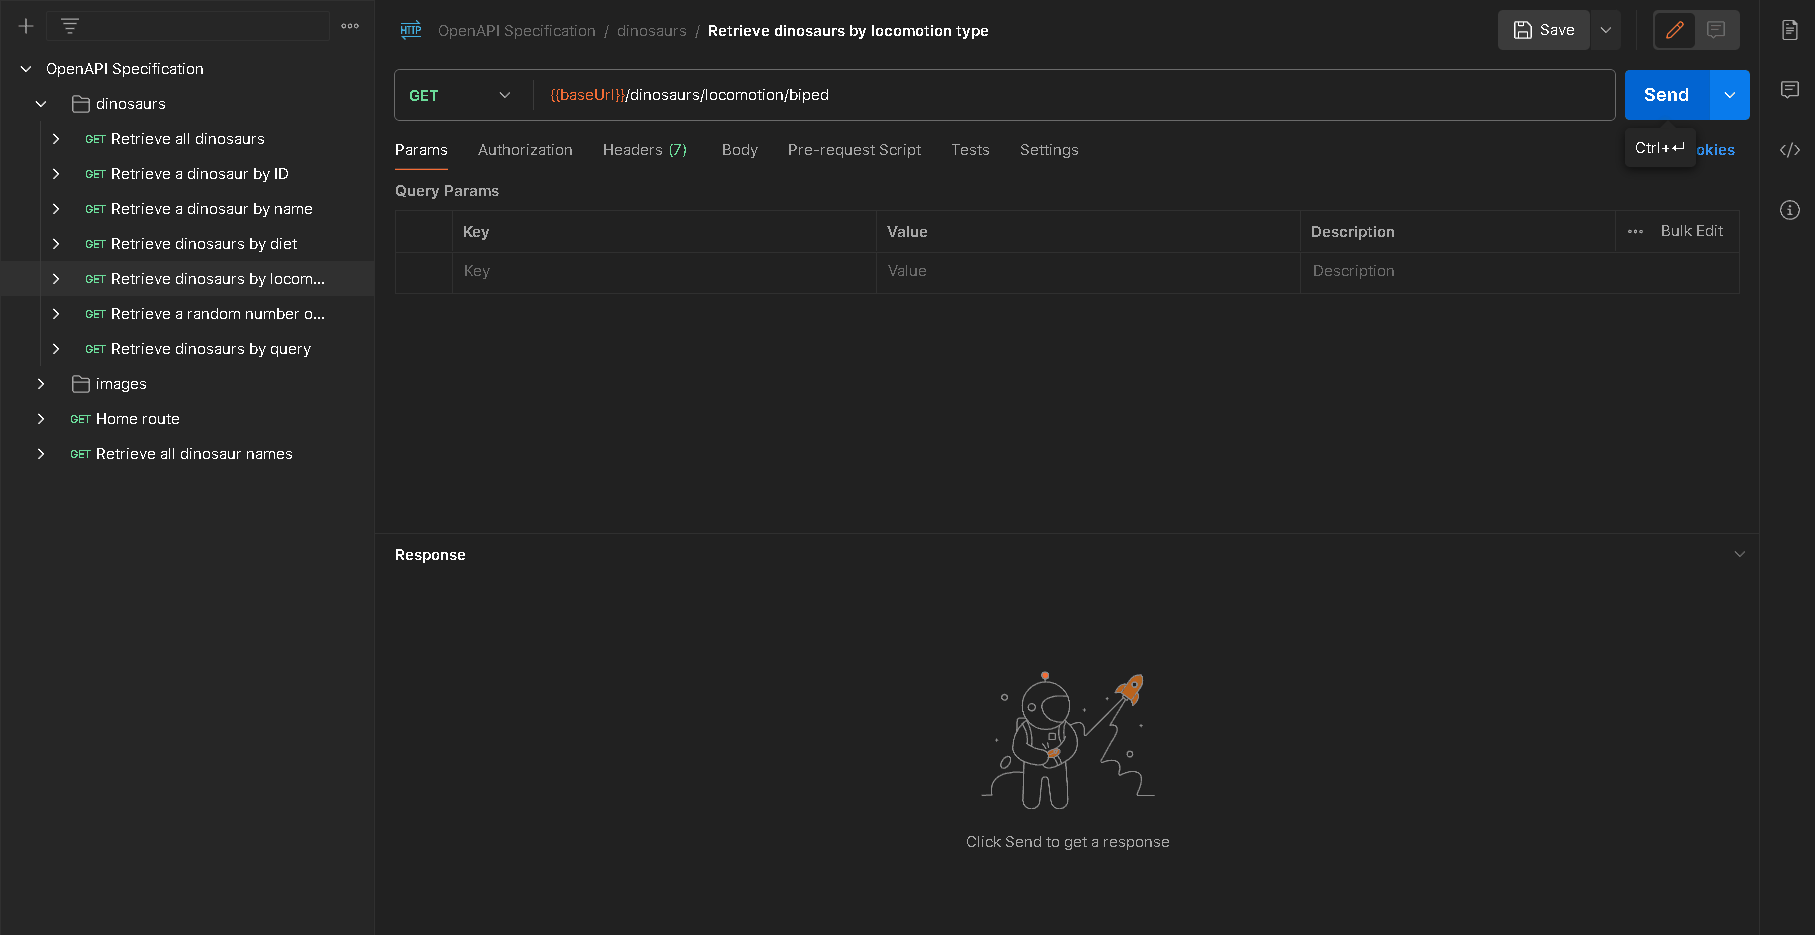 OpenAPI Specification
dinosaurs
GET Retrieve all dinosaurs
GET Retrieve a dinosaur by ID
GET Retrieve a dinosaur by name
GET Retrieve dinosaurs by diet
GET Retrieve dinosaurs by locom...
GET Retrieve a random number o...
GET Retrieve dinosaurs by query
images
GET Home route
GET Retrieve all dinosaur names
HTTP OpenAPI Specification / dinosaurs / Retrieve dinosaurs by locomotion type
Save
GET {{baseUrl}}/dinosaurs/locomotion/biped
Send
Ctrl+↵
Params Authorization Headers (7) Body Pre-request Script Tests Settings okies
Query Params
Key Value Description ••• Bulk Edit
Key Value Description
Response
Click Send to get a response